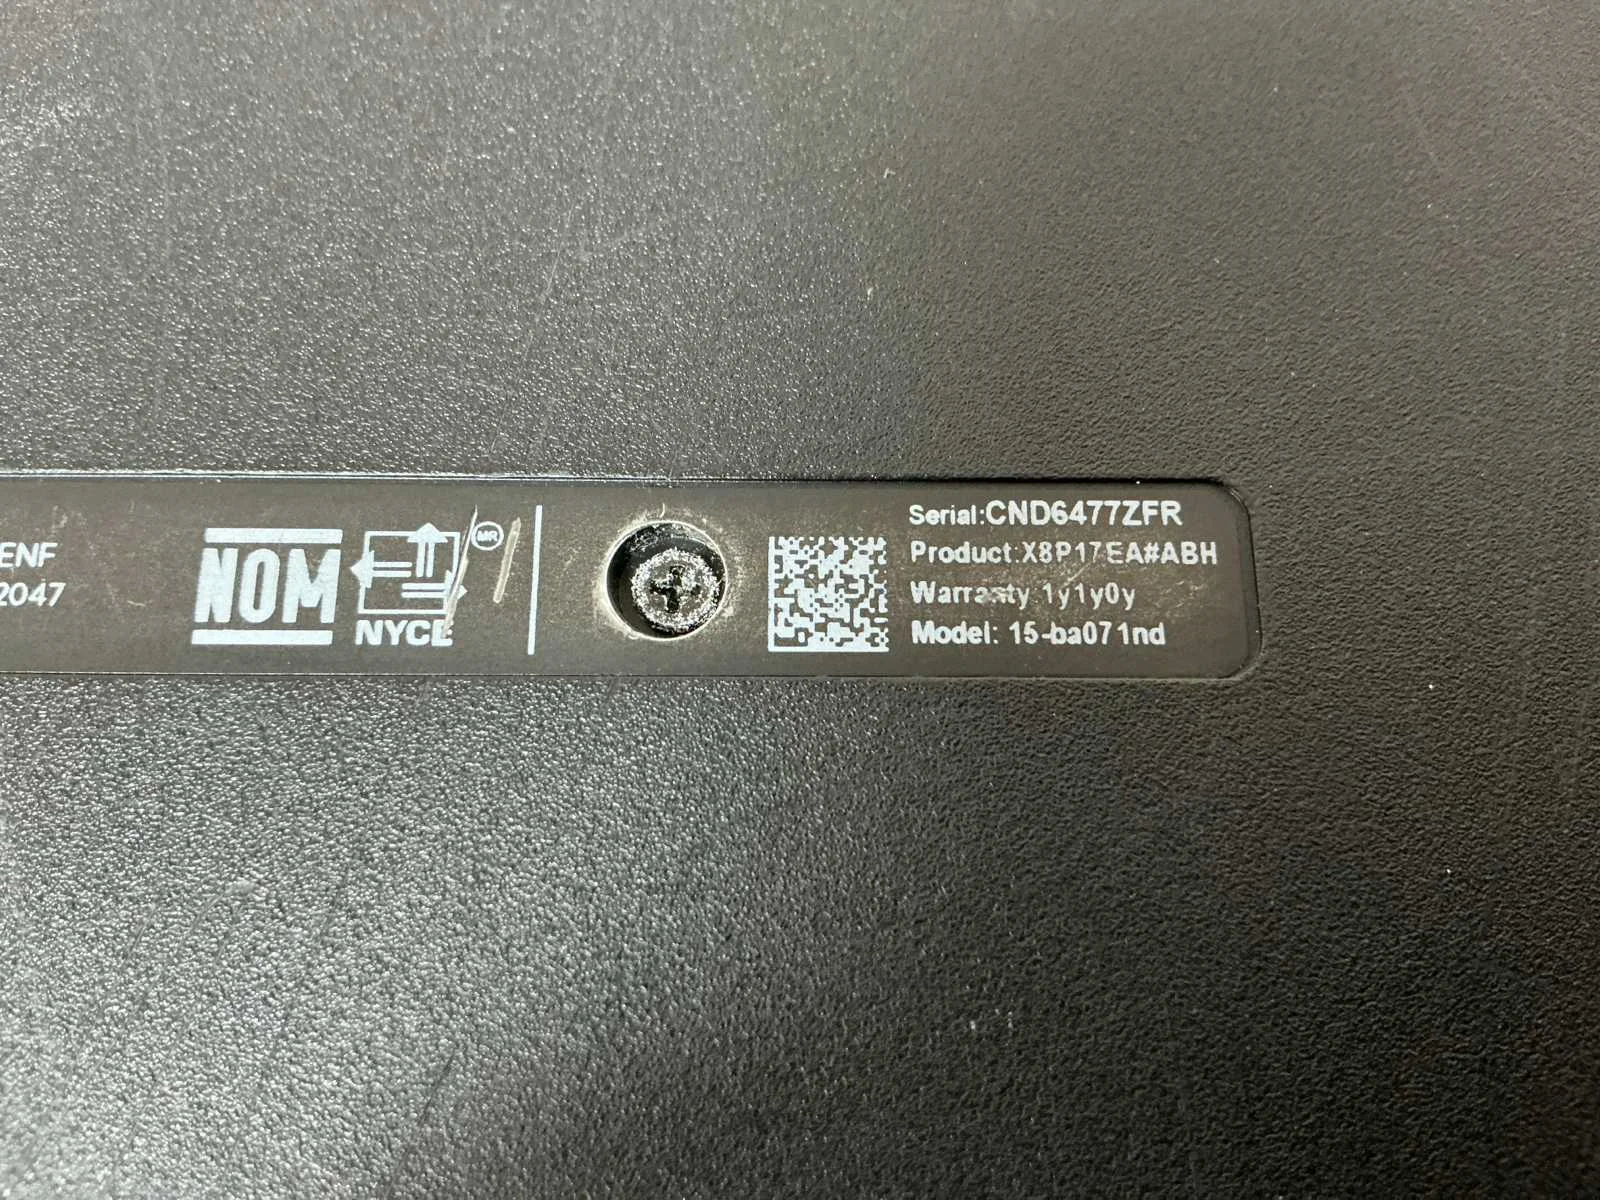 ENF
2047
NOM
NYCE
MR
Serial:CND6477ZFR
Product:X8P17EA#ABH
Warranty 1y1y0y
Model: 15-ba071nd